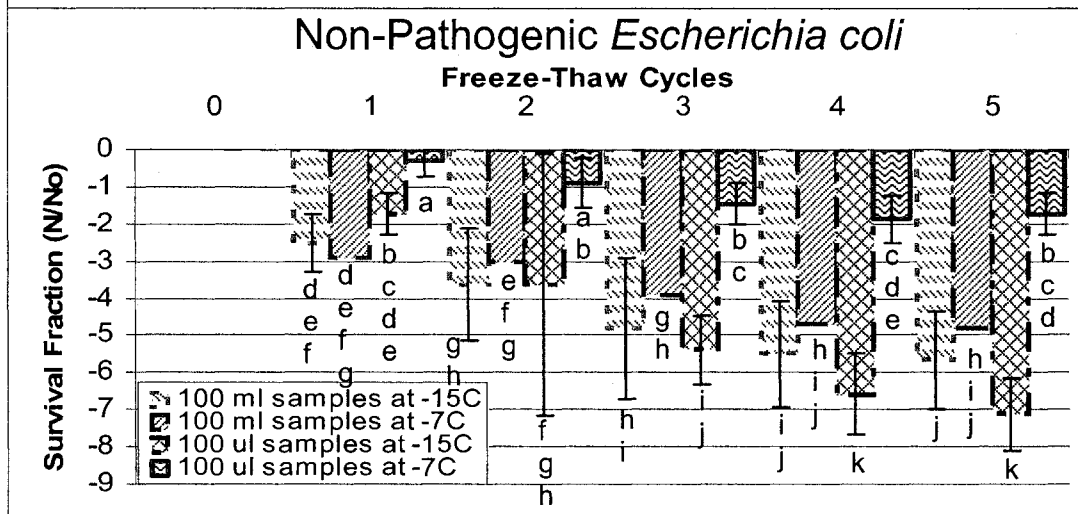 Non-Pathogenic Escherichia coli
Freeze-Thaw Cycles
0 1 2 3 4 5
Survival Fraction (N/No)
0
-1
-2
-3
-4
-5
-6
-7
-8
-9
d e f
d e f g
b c d e
a
g h
e f g
f g h
a b
h i
g h
i j
b c
i j
h i j
k
c d e
j
h i j
k
b c d
100 ml samples at -15C
100 ml samples at -7C
100 ul samples at -15C
100 ul samples at -7C